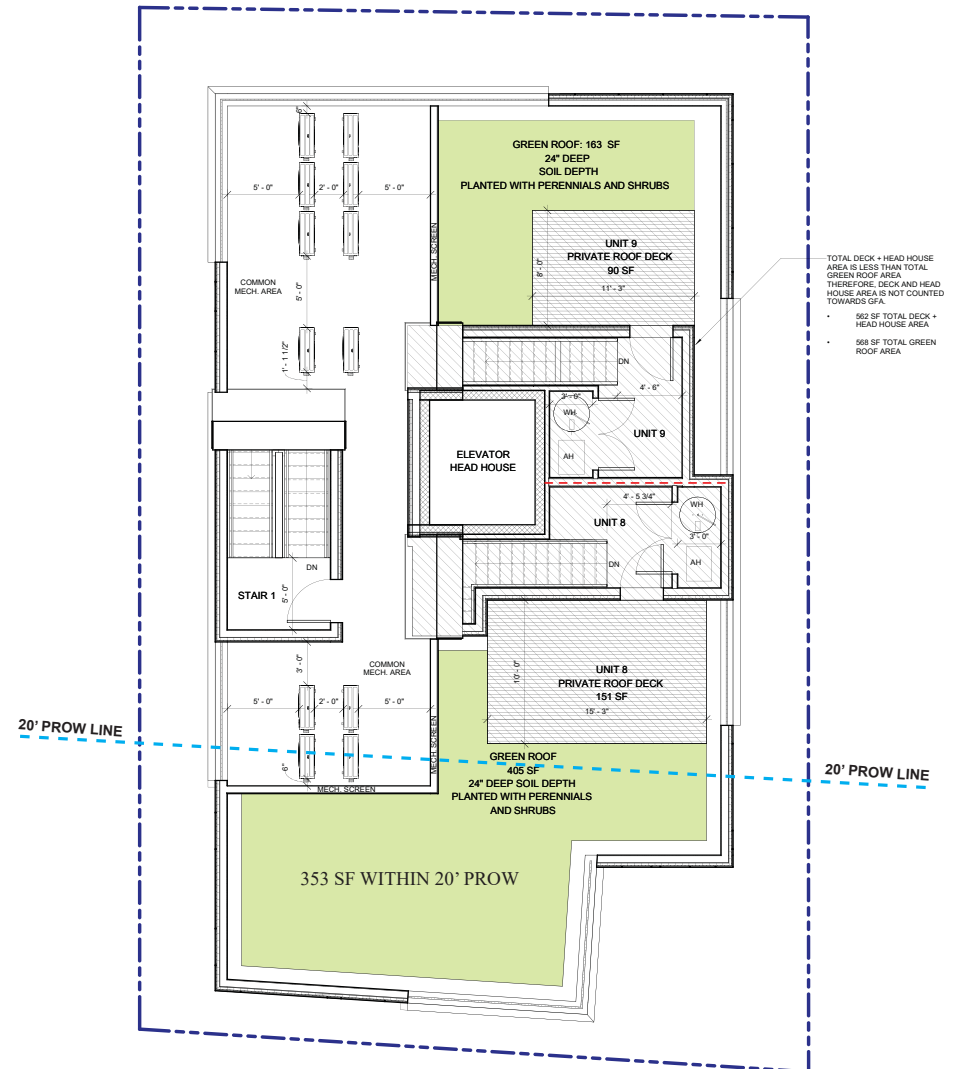 6"
GREEN ROOF: 163 SF
24" DEEP
SOIL DEPTH
PLANTED WITH PERENNIALS AND SHRUBS
5' - 0"
2' - 0"
5' - 0"
MECH. SCREEN
UNIT 9
PRIVATE ROOF DECK
90 SF
8' - 0"
11' - 3"
COMMON
MECH. AREA
5' - 0"
1' - 1 1/2"
TOTAL DECK + HEAD HOUSE
AREA IS LESS THAN TOTAL
GREEN ROOF AREA
THEREFORE, DECK AND HEAD
HOUSE AREA IS NOT COUNTED
TOWARDS GFA.
• 562 SF TOTAL DECK +
HEAD HOUSE AREA
• 568 SF TOTAL GREEN
ROOF AREA
DN
4' - 6"
3' - 0"
WH
UNIT 9
AH
ELEVATOR
HEAD HOUSE
4' - 5 3/4"
WH
UNIT 8
3' - 0"
AH
DN
DN
STAIR 1
5' - 0"
3' - 0"
COMMON
MECH. AREA
10' - 0"
UNIT 8
PRIVATE ROOF DECK
151 SF
15' - 3"
5' - 0"
2' - 0"
5' - 0"
MECH. SCREEN
20' PROW LINE
20' PROW LINE
6"
MECH. SCREEN
GREEN ROOF
405 SF
24" DEEP SOIL DEPTH
PLANTED WITH PERENNIALS
AND SHRUBS
353 SF WITHIN 20' PROW